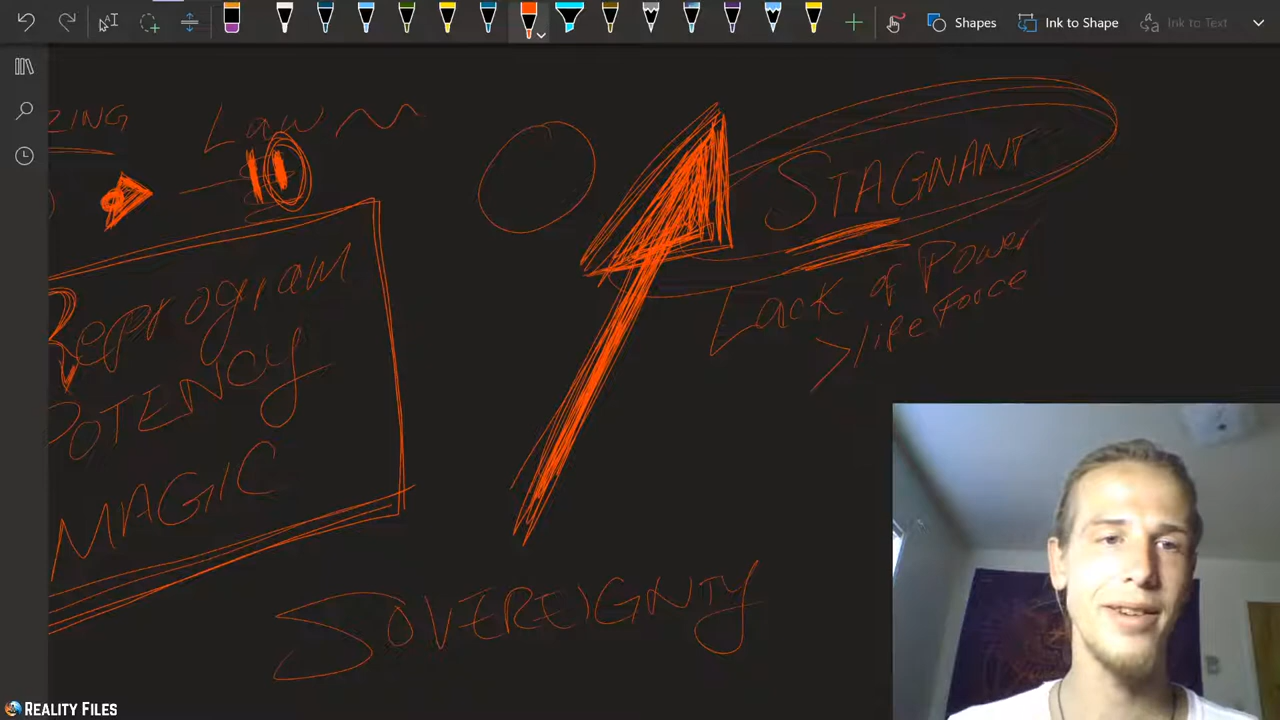 Shapes
Ink to Shape
Ink to Text
ZING
Law
STAGNANT
Lack of Power
> life Force
Reprogram
POTENCY
MAGIC
SOVEREIGNTY
REALITY FILES